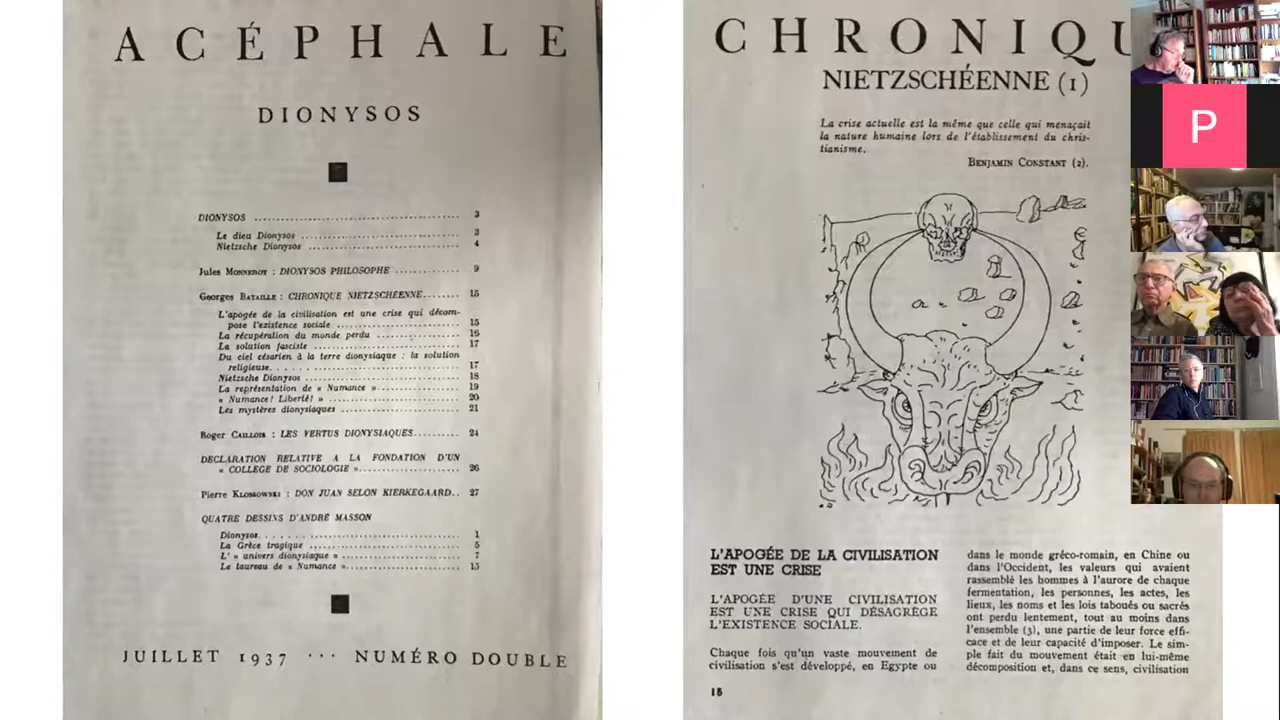 ACÉPHALE
DIONYSOS
DIONYSOS ........................................ 3
Le dieu Dionysos ................................ 3
Nietzsche Dionysos .............................. 4
Jules MONNEROT : DIONYSOS PHILOSOPHE ............ 9
Georges BATAILLE : CHRONIQUE NIETZSCHÉENNE........ 15
L'apogée de la civilisation est une crise qui décom-
pose l'existence sociale ........................ 15
La récupération du monde perdu .................. 16
La solution fasciste ............................ 17
Du ciel césarien à la terre dionysiaque : la solution
religieuse. ..................................... 17
Nietzsche Dionysos .............................. 18
La représentation de « Numance » ................ 19
« Numance ! Liberté ! » ......................... 20
Les mystères dionysiaques ....................... 21
Roger CAILLOIS : LES VERTUS DIONYSIAQUES.......... 24
DECLARATION RELATIVE A LA FONDATION D'UN
« COLLEGE DE SOCIOLOGIE »........................ 26
Pierre KLOSSOWSKI : DON JUAN SELON KIERKEGAARD.. 27
QUATRE DESSINS D'ANDRÉ MASSON
Dionysos. ....................................... 1
La Grèce tragique ............................... 5
L' « univers dionysiaque » ...................... 7
Le taureau de « Numance »........................ 13
JUILLET 1937 ··· NUMÉRO DOUBLE
CHRONIQU
NIETZSCHÉENNE (1)
La crise actuelle est la même que celle qui menaçait
la nature humaine lors de l'établissement du chris-
tianisme.
BENJAMIN CONSTANT (2).
L'APOGÉE DE LA CIVILISATION
EST UNE CRISE
L'APOGÉE D'UNE CIVILISATION
EST UNE CRISE QUI DÉSAGRÈGE
L'EXISTENCE SOCIALE.
Chaque fois qu'un vaste mouvement de
civilisation s'est développé, en Egypte ou
15
dans le monde gréco-romain, en Chine ou
dans l'Occident, les valeurs qui avaient
rassemblé les hommes à l'aurore de chaque
fermentation, les personnes, les actes, les
lieux, les noms et les lois taboués ou sacrés
ont perdu lentement, tout au moins dans
l'ensemble (3), une partie de leur force effi-
cace et de leur capacité d'imposer. Le sim-
ple fait du mouvement était en lui-même
décomposition et, dans ce sens, civilisation
P